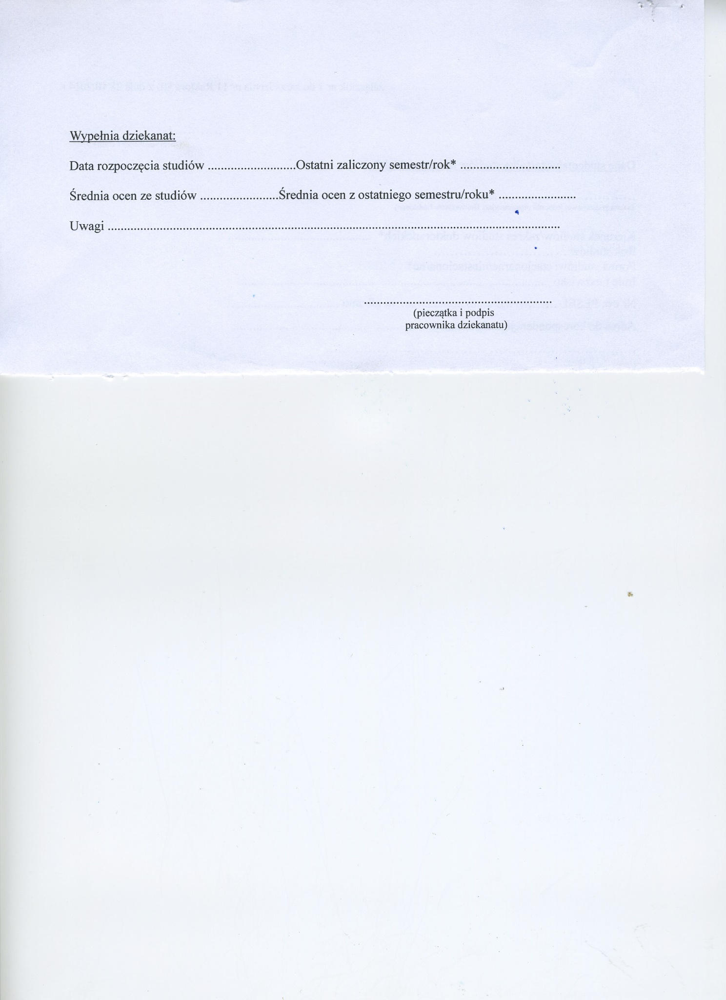 Wypełnia dziekanat:
Data rozpoczęcia studiów ...........................Ostatni zaliczony semestr/rok* ...............................
Średnia ocen ze studiów ........................Średnia ocen z ostatniego semestru/roku* ........................
Uwagi ............................................................................................................................................
..........................................................
(pieczątka i podpis
pracownika dziekanatu)